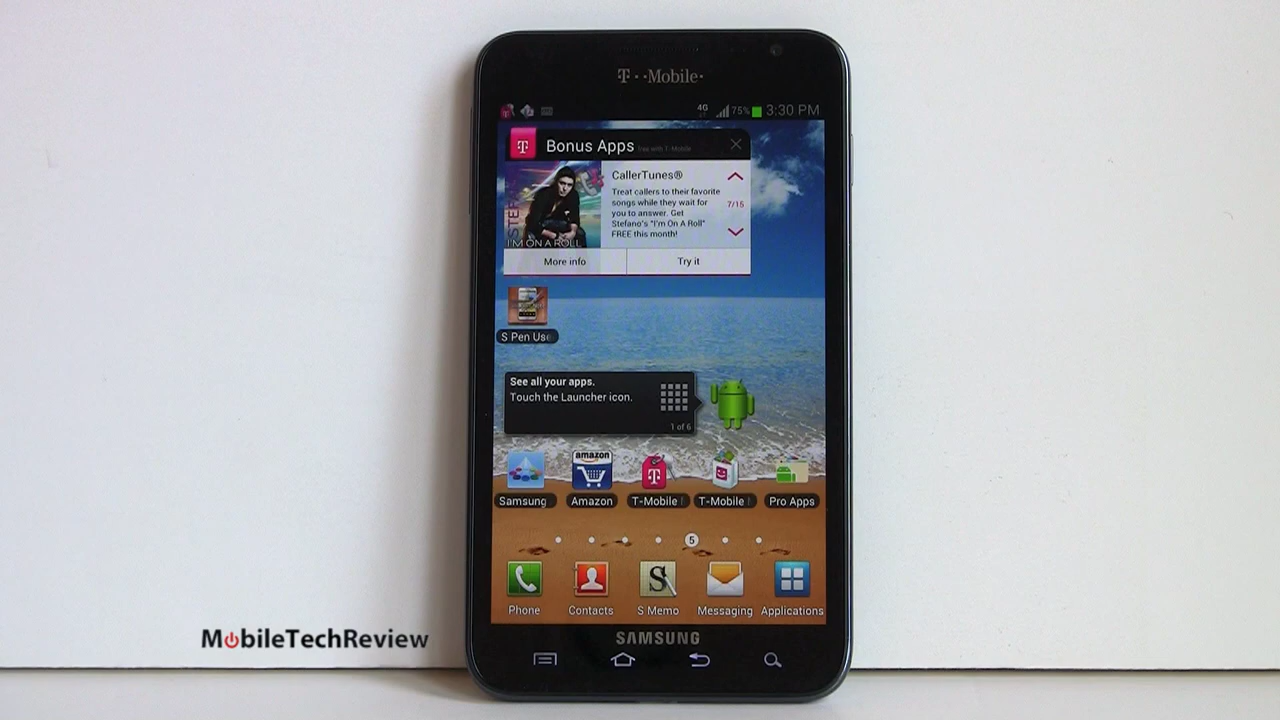 T··Mobile·
4G
75%
3:30 PM
Bonus Apps free with T-Mobile
CallerTunes®
Treat callers to their favorite
songs while they wait for
you to answer. Get
Stefano's "I'm On A Roll"
FREE this month!
7/15
I'M ON A ROLL
More info
Try it
S Pen Use
See all your apps.
Touch the Launcher icon.
1 of 6
amazon
Samsung
Amazon
T-Mobile
T-Mobile
Pro Apps
5
S
Phone
Contacts
S Memo
Messaging
Applications
SAMSUNG
MobileTechReview